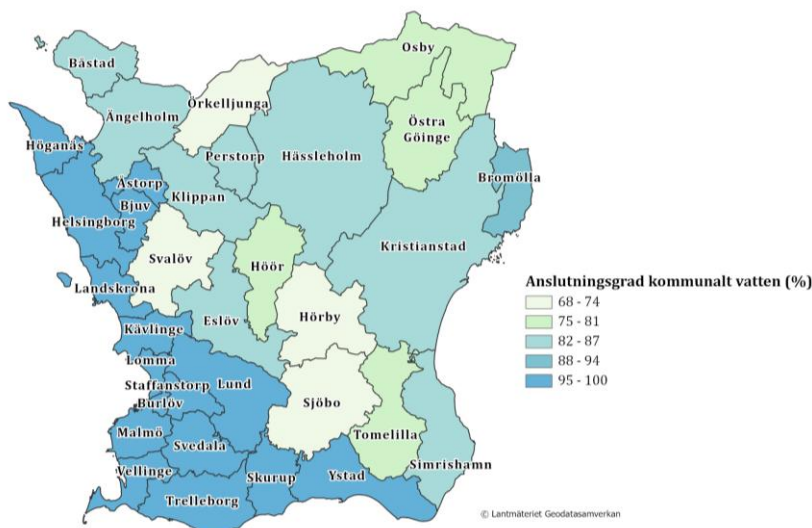 Osby
Båstad
Örkelljunga
Ängelholm
Östra
Göinge
Höganäs
Perstorp
Hässleholm
Åstorp
Klippan
Bromölla
Bjuv
Helsingborg
Kristianstad
Svalöv
Höör
Landskrona
Anslutningsgrad kommunalt vatten (%)
68 - 74
75 - 81
82 - 87
88 - 94
95 - 100
Hörby
Eslöv
Kävlinge
Lomma
Staffanstorp
Lund
Burlöv
Sjöbo
Malmö
Tomelilla
Svedala
Simrishamn
Vellinge
Skurup
Ystad
Trelleborg
© Lantmäteriet Geodatasamverkan